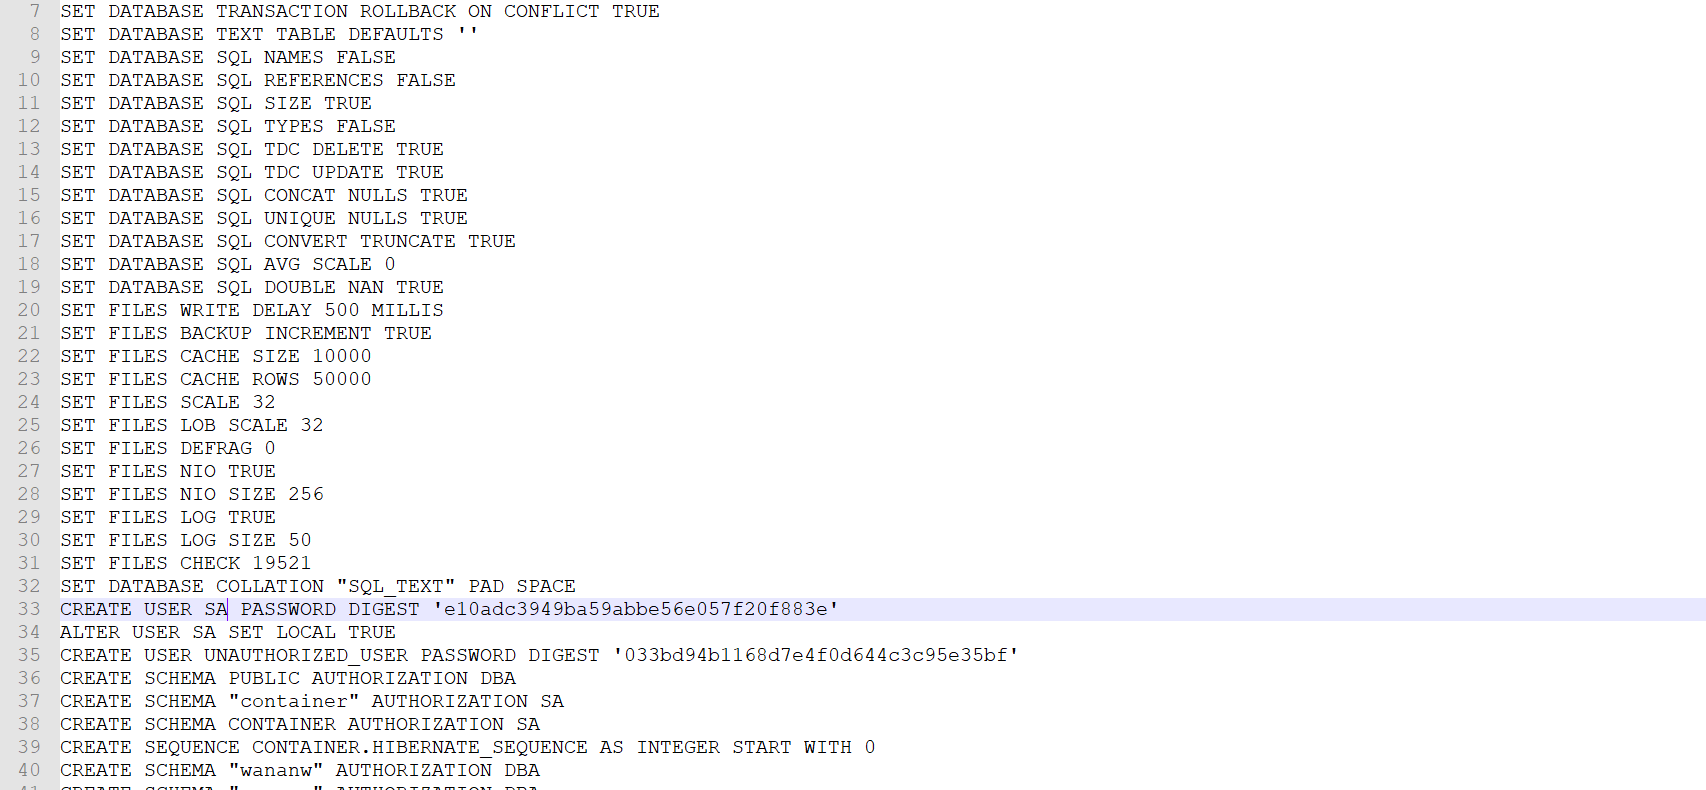 7 SET DATABASE TRANSACTION ROLLBACK ON CONFLICT TRUE
8 SET DATABASE TEXT TABLE DEFAULTS ''
9 SET DATABASE SQL NAMES FALSE
10 SET DATABASE SQL REFERENCES FALSE
11 SET DATABASE SQL SIZE TRUE
12 SET DATABASE SQL TYPES FALSE
13 SET DATABASE SQL TDC DELETE TRUE
14 SET DATABASE SQL TDC UPDATE TRUE
15 SET DATABASE SQL CONCAT NULLS TRUE
16 SET DATABASE SQL UNIQUE NULLS TRUE
17 SET DATABASE SQL CONVERT TRUNCATE TRUE
18 SET DATABASE SQL AVG SCALE 0
19 SET DATABASE SQL DOUBLE NAN TRUE
20 SET FILES WRITE DELAY 500 MILLIS
21 SET FILES BACKUP INCREMENT TRUE
22 SET FILES CACHE SIZE 10000
23 SET FILES CACHE ROWS 50000
24 SET FILES SCALE 32
25 SET FILES LOB SCALE 32
26 SET FILES DEFRAG 0
27 SET FILES NIO TRUE
28 SET FILES NIO SIZE 256
29 SET FILES LOG TRUE
30 SET FILES LOG SIZE 50
31 SET FILES CHECK 19521
32 SET DATABASE COLLATION "SQL_TEXT" PAD SPACE
33 CREATE USER SA PASSWORD DIGEST 'e10adc3949ba59abbe56e057f20f883e'
34 ALTER USER SA SET LOCAL TRUE
35 CREATE USER UNAUTHORIZED_USER PASSWORD DIGEST '033bd94b1168d7e4f0d644c3c95e35bf'
36 CREATE SCHEMA PUBLIC AUTHORIZATION DBA
37 CREATE SCHEMA "container" AUTHORIZATION SA
38 CREATE SCHEMA CONTAINER AUTHORIZATION SA
39 CREATE SEQUENCE CONTAINER.HIBERNATE_SEQUENCE AS INTEGER START WITH 0
40 CREATE SCHEMA "wananw" AUTHORIZATION DBA